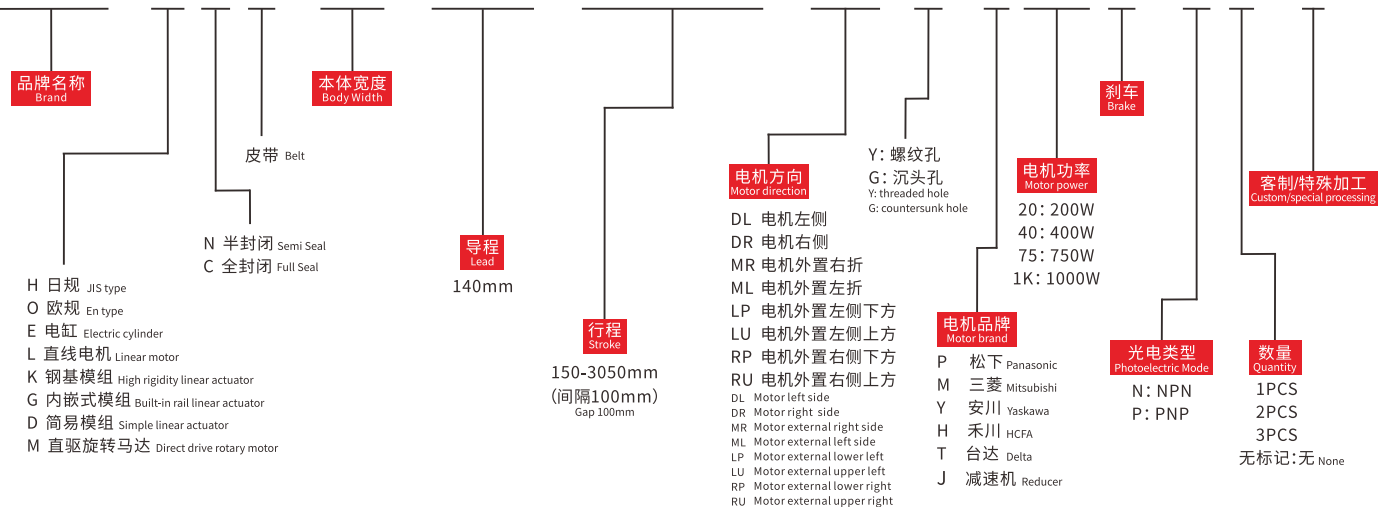 品牌名称
Brand
H 日规 JIS type
O 欧规 En type
E 电缸 Electric cylinder
L 直线电机 Linear motor
K 钢基模组 High rigidity linear actuator
G 内嵌式模组 Built-in rail linear actuator
D 简易模组 Simple linear actuator
M 直驱旋转马达 Direct drive rotary motor
N 半封闭 Semi Seal
C 全封闭 Full Seal
皮带 Belt
本体宽度
Body Width
导程
Lead
140mm
行程
Stroke
150-3050mm
（间隔100mm）
Gap 100mm
电机方向
Motor direction
DL 电机左侧
DR 电机右侧
MR 电机外置右折
ML 电机外置左折
LP 电机外置左侧下方
LU 电机外置左侧上方
RP 电机外置右侧下方
RU 电机外置右侧上方
DL Motor left side
DR Motor right side
MR Motor external right side
ML Motor external left side
LP Motor external lower left
LU Motor external upper left
RP Motor external lower right
RU Motor external upper right
Y：螺纹孔
G：沉头孔
Y: threaded hole
G: countersunk hole
电机品牌
Motor brand
P 松下 Panasonic
M 三菱 Mitsubishi
Y 安川 Yaskawa
H 禾川 HCFA
T 台达 Delta
J 减速机 Reducer
电机功率
Motor power
20：200W
40：400W
75：750W
1K：1000W
刹车
Brake
光电类型
Photoelectric Mode
N：NPN
P：PNP
数量
Quantity
1PCS
2PCS
3PCS
无标记：无 None
客制/特殊加工
Custom/special processing